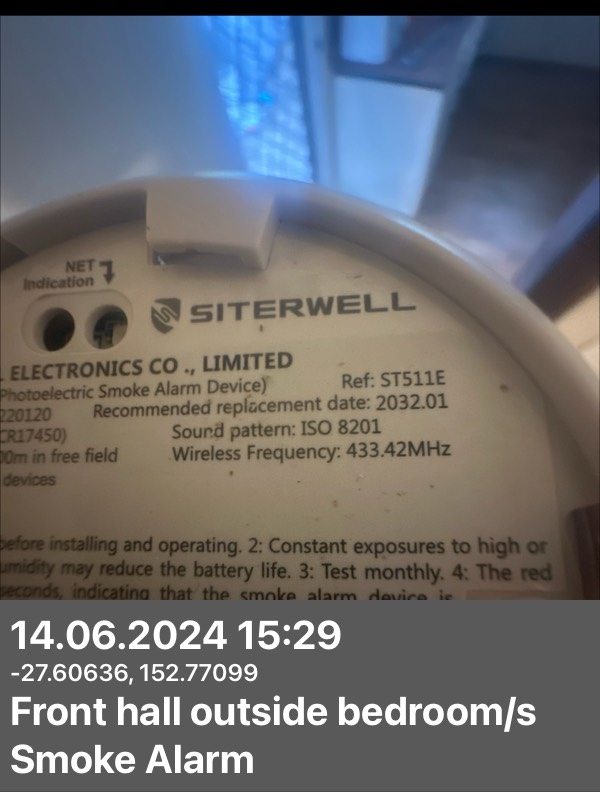 NET
Indication
SITERWELL
ELECTRONICS CO ., LIMITED
Photoelectric Smoke Alarm Device)
Ref: ST511E
220120
Recommended replacement date: 2032.01
CR17450)
Sound pattern: ISO 8201
00m in free field
Wireless Frequency: 433.42MHz
devices
before installing and operating. 2: Constant exposures to high or
umidity may reduce the battery life. 3: Test monthly. 4: The red
seconds, indicating that the smoke alarm device is
14.06.2024 15:29
-27.60636, 152.77099
Front hall outside bedroom/s
Smoke Alarm